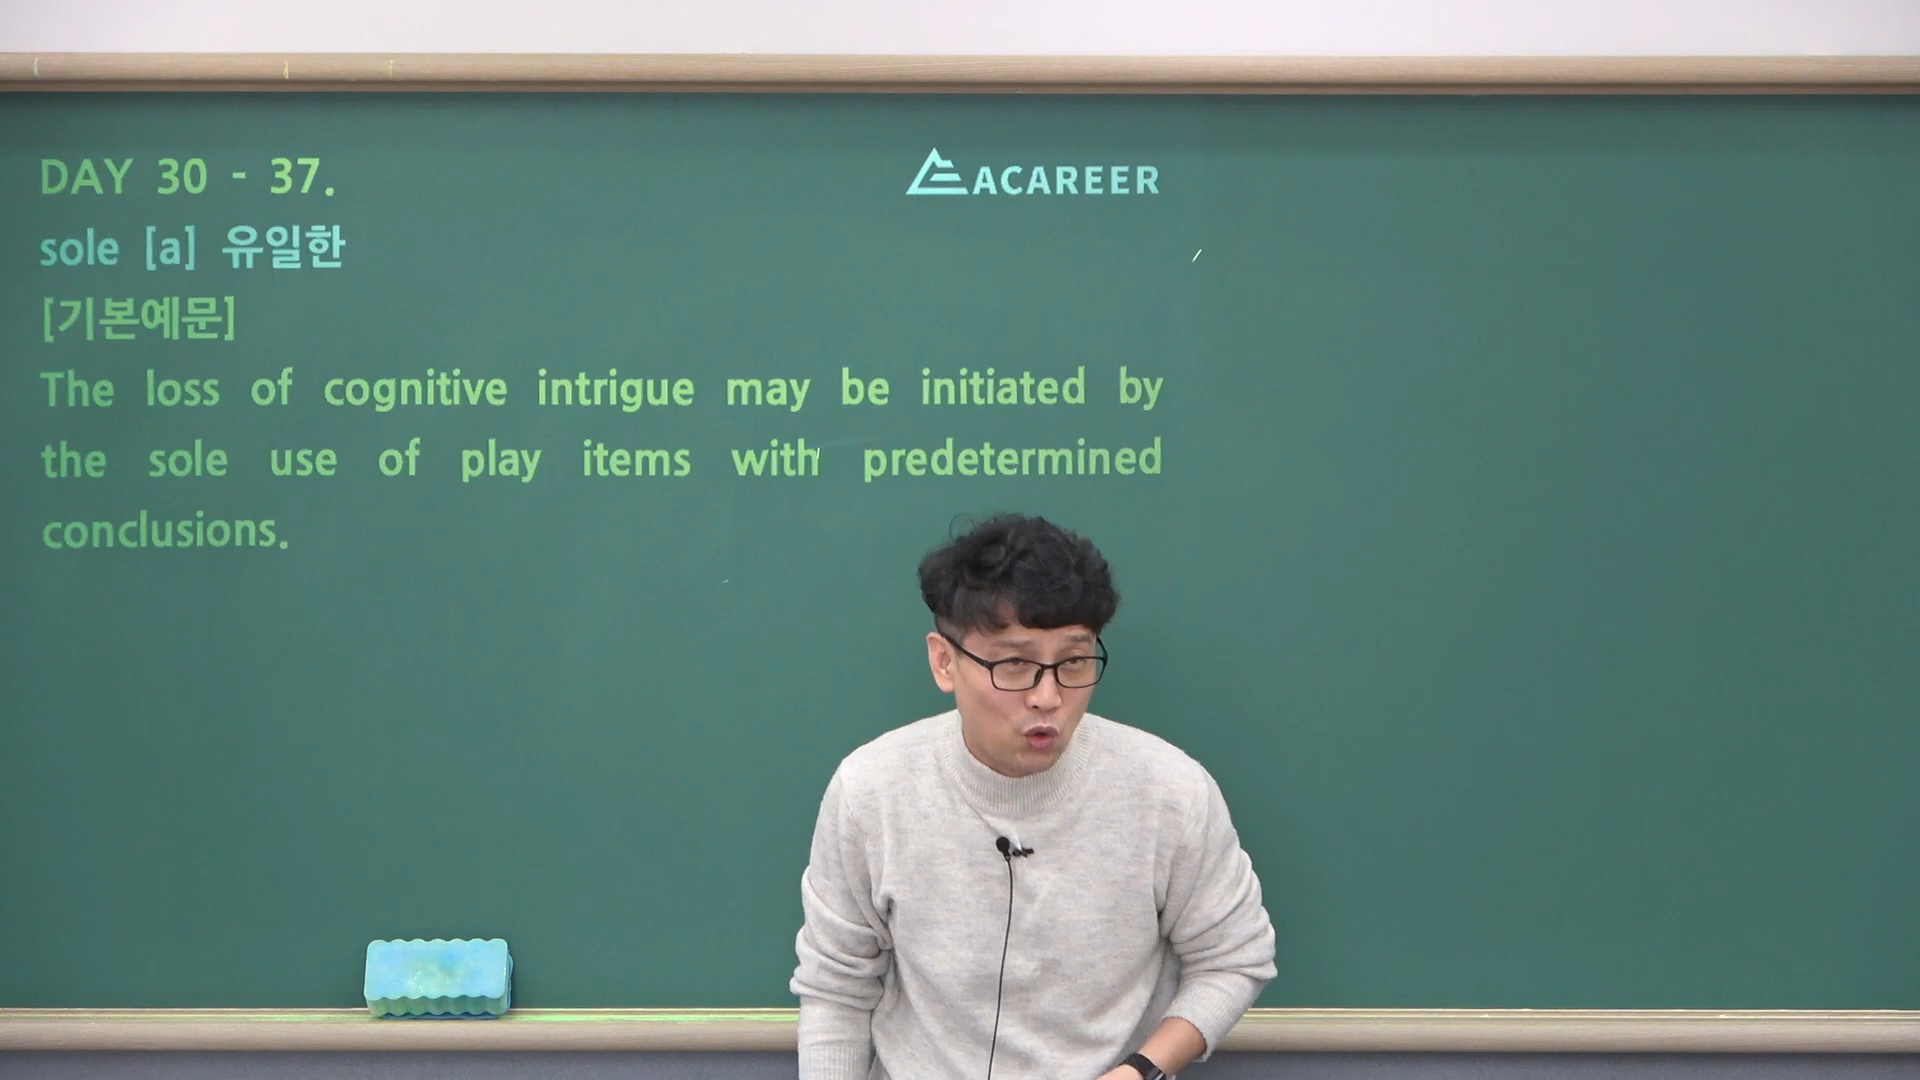 DAY 30 - 37.
ACAREER
sole [a] 유일한
[기본예문]
The loss of cognitive intrigue may be initiated by
the sole use of play items with predetermined
conclusions.